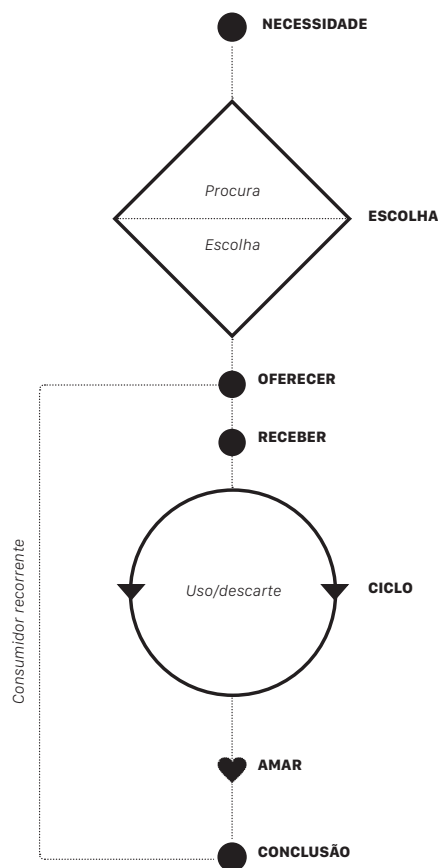 NECESSIDADE
Procura
ESCOLHA
Escolha
OFERECER
RECEBER
Consumidor recorrente
Uso/descarte
CICLO
AMAR
CONCLUSÃO